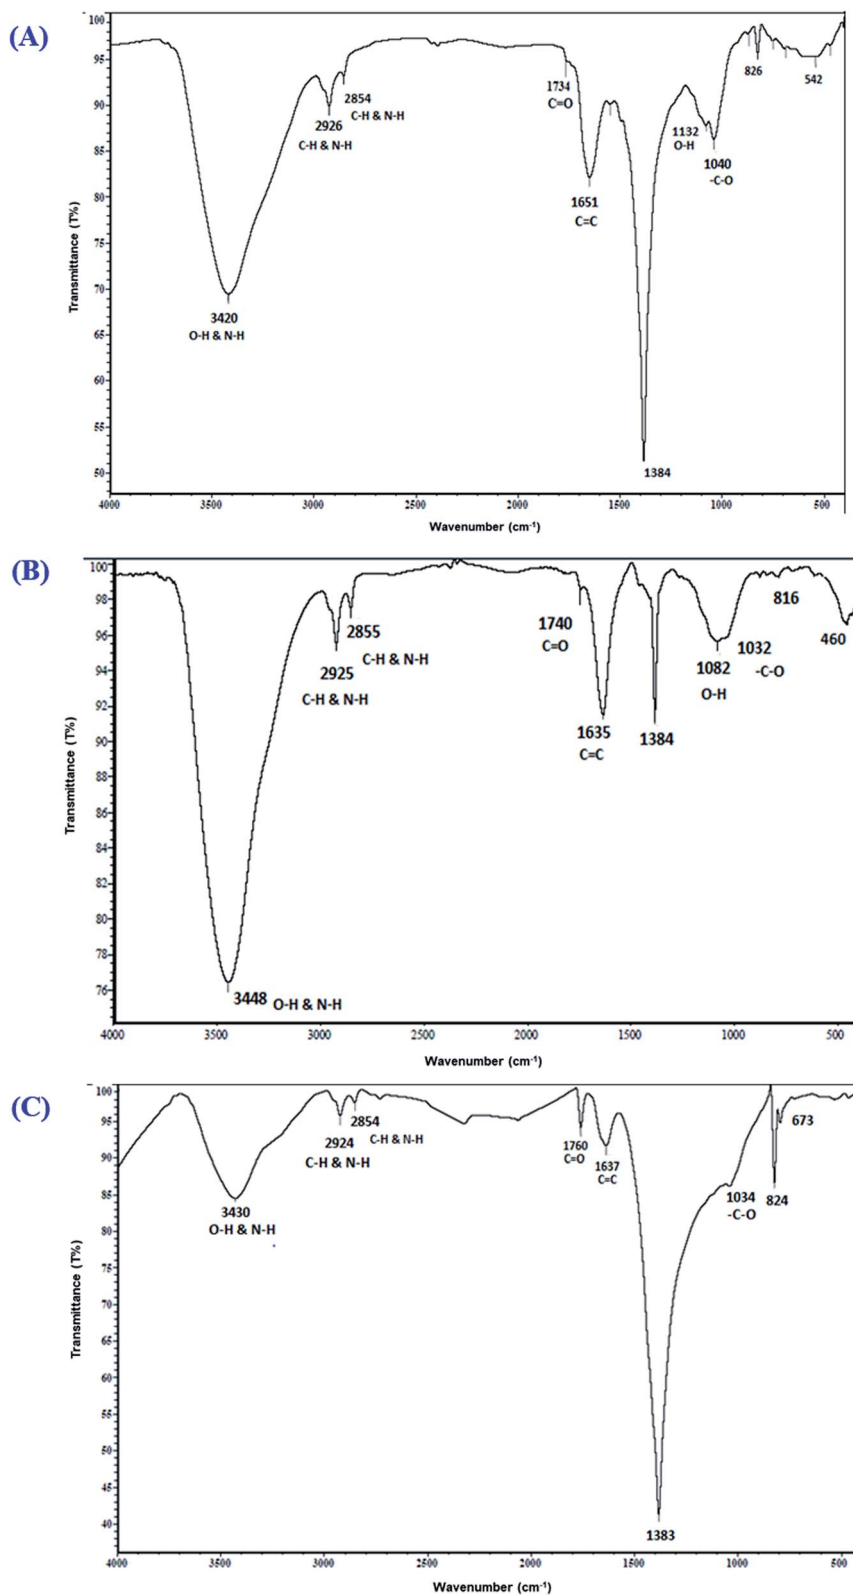 (A)
100
95
90
85
80
75
70
65
60
55
50
Transmittance (T%)
3420
O-H & N-H
2926
C-H & N-H
2854
C-H & N-H
1734
C=O
1651
C=C
1384
1132
O-H
1040
-C-O
826
542
4000 3500 3000 2500 2000 1500 1000 500
Wavenumber (cm⁻¹)
(B)
100
98
96
94
92
90
88
86
84
82
80
78
76
Transmittance (T%)
3448 O-H & N-H
2925
C-H & N-H
2855
C-H & N-H
1740
C=O
1635
C=C
1384
1082
O-H
1032
-C-O
816
460
4000 3500 3000 2500 2000 1500 1000 500
Wavenumber (cm⁻¹)
(C)
100
95
90
85
80
75
70
65
60
55
50
45
40
Transmittance (T%)
3430
O-H & N-H
2924
C-H & N-H
2854
C-H & N-H
1760
C=O
1637
C=C
1383
1034
-C-O
824
673
4000 3500 3000 2500 2000 1500 1000 500
Wavenumber (cm⁻¹)